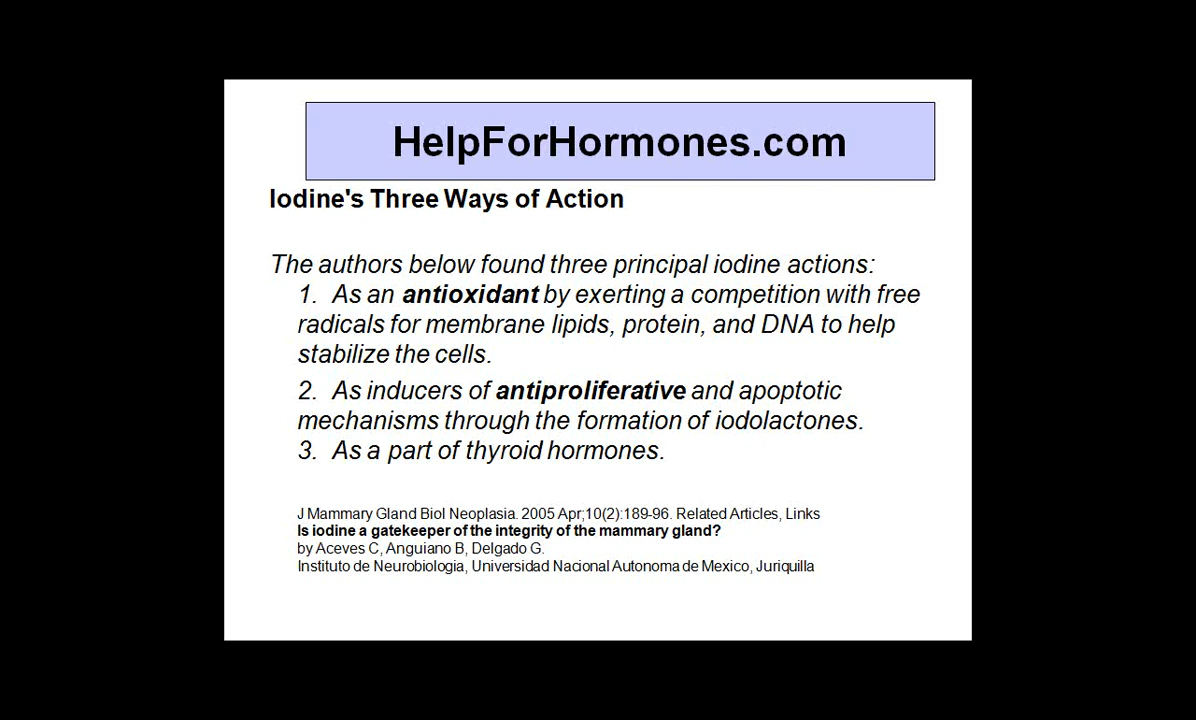 HelpForHormones.com
Iodine's Three Ways of Action
The authors below found three principal iodine actions:
1. As an antioxidant by exerting a competition with free
radicals for membrane lipids, protein, and DNA to help
stabilize the cells.
2. As inducers of antiproliferative and apoptotic
mechanisms through the formation of iodolactones.
3. As a part of thyroid hormones.
J Mammary Gland Biol Neoplasia. 2005 Apr;10(2):189-96. Related Articles, Links
Is iodine a gatekeeper of the integrity of the mammary gland?
by Aceves C, Anguiano B, Delgado G.
Instituto de Neurobiologia, Universidad Nacional Autonoma de Mexico, Juriquilla